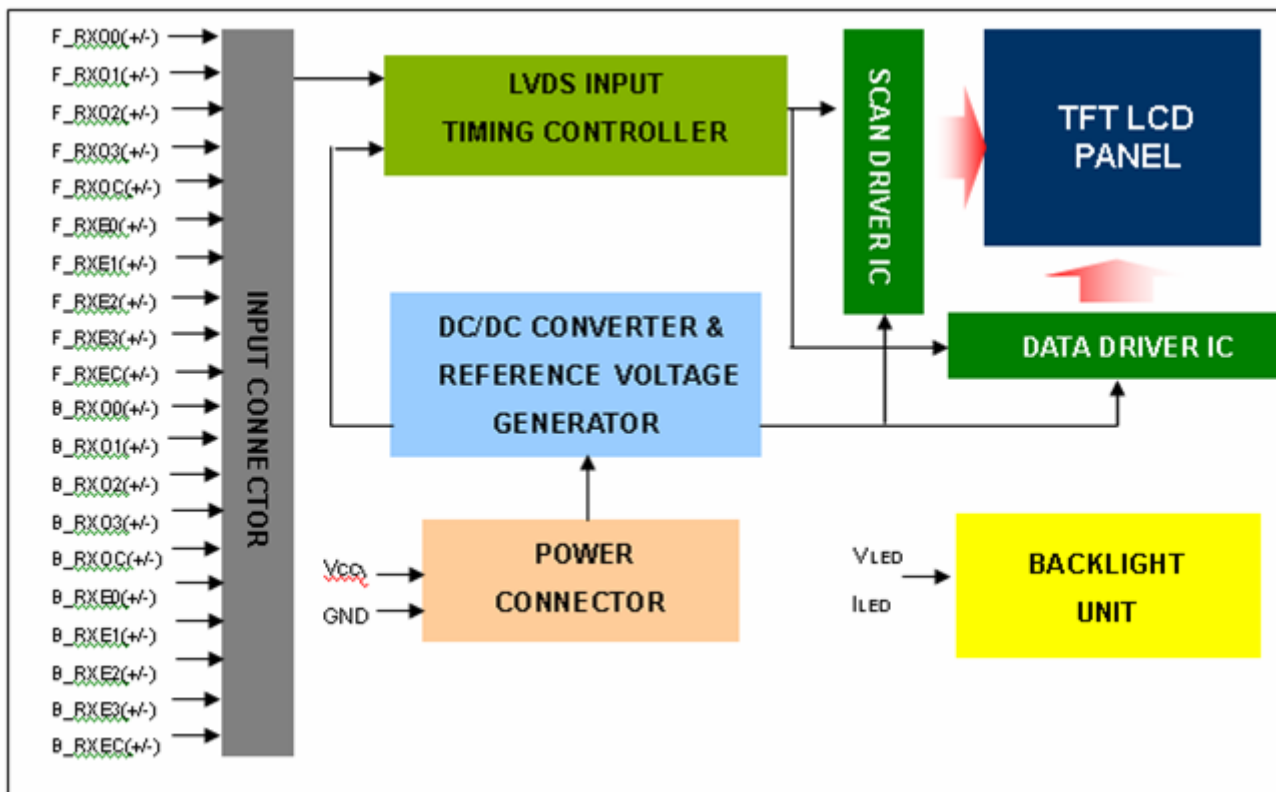 F_RXO0(+/-)
F_RXO1(+/-)
F_RXO2(+/-)
F_RXO3(+/-)
F_RXOC(+/-)
F_RXE0(+/-)
F_RXE1(+/-)
F_RXE2(+/-)
F_RXE3(+/-)
F_RXEC(+/-)
B_RXO0(+/-)
B_RXO1(+/-)
B_RXO2(+/-)
B_RXO3(+/-)
B_RXOC(+/-)
B_RXE0(+/-)
B_RXE1(+/-)
B_RXE2(+/-)
B_RXE3(+/-)
B_RXEC(+/-)
INPUT CONNECTOR
LVDS INPUT
TIMING CONTROLLER
SCAN DRIVER IC
TFT LCD
PANEL
DC/DC CONVERTER &
REFERENCE VOLTAGE
GENERATOR
DATA DRIVER IC
Vcc
GND
POWER
CONNECTOR
VLED
ILED
BACKLIGHT
UNIT